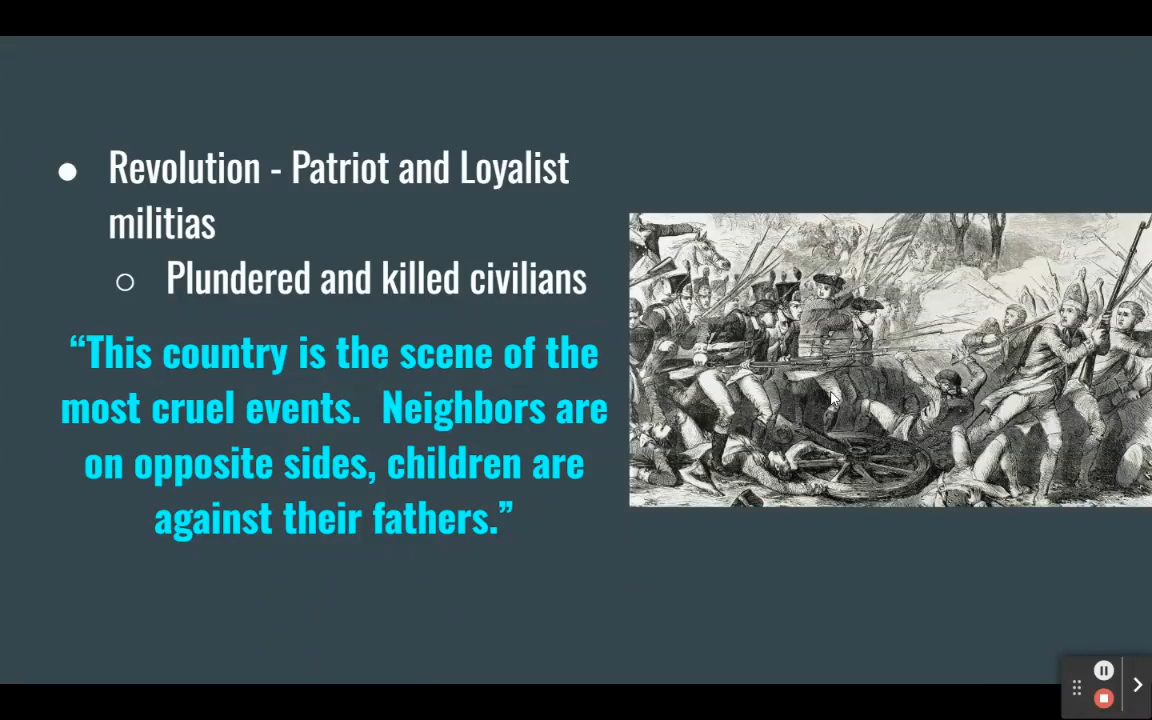 ● Revolution - Patriot and Loyalist
militias
○ Plundered and killed civilians
“This country is the scene of the
most cruel events.  Neighbors are
on opposite sides, children are
against their fathers.”